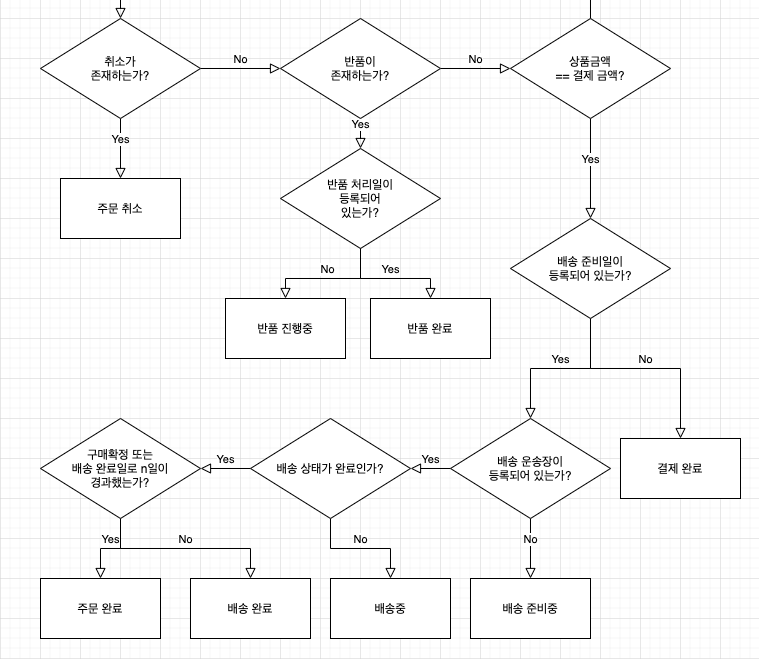 취소가
존재하는가?
No
반품이
존재하는가?
No
상품금액
== 결제 금액?
Yes
Yes
Yes
주문 취소
반품 처리일이
등록되어
있는가?
배송 준비일이
등록되어 있는가?
No
Yes
반품 진행중
반품 완료
Yes
No
구매확정 또는
배송 완료일로 n일이
경과했는가?
Yes
배송 상태가 완료인가?
Yes
배송 운송장이
등록되어 있는가?
결제 완료
Yes
No
No
No
주문 완료
배송 완료
배송중
배송 준비중